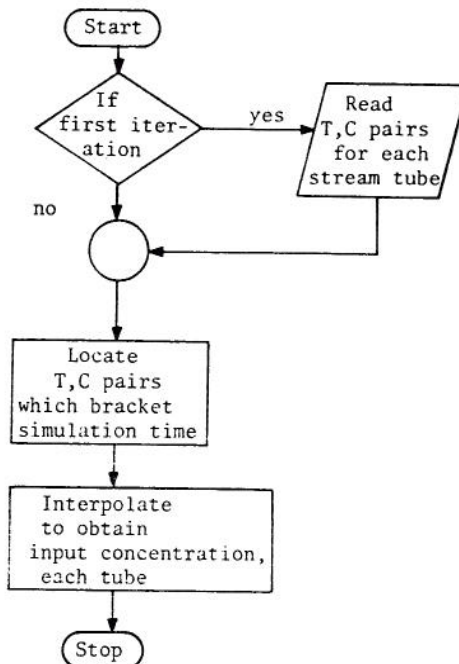 Start
If
first iter-
ation
yes
Read
T,C pairs
for each
stream tube
no
Locate
T,C pairs
which bracket
simulation time
Interpolate
to obtain
input concentration,
each tube
Stop